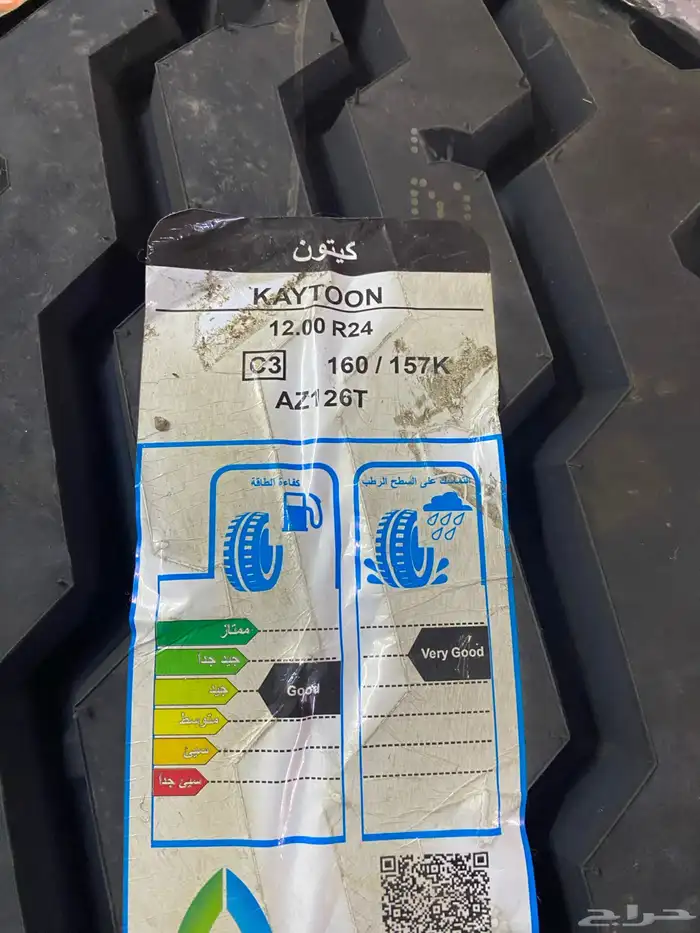 كيتون
KAYTOON
12.00 R24
C3 160 / 157K
AZ126T
كفاءة الطاقة
التماسك على السطح الرطب
ممتاز
جيد جداً
Very Good
جيد
Good
متوسط
سيئ
سيئ جداً
حراج